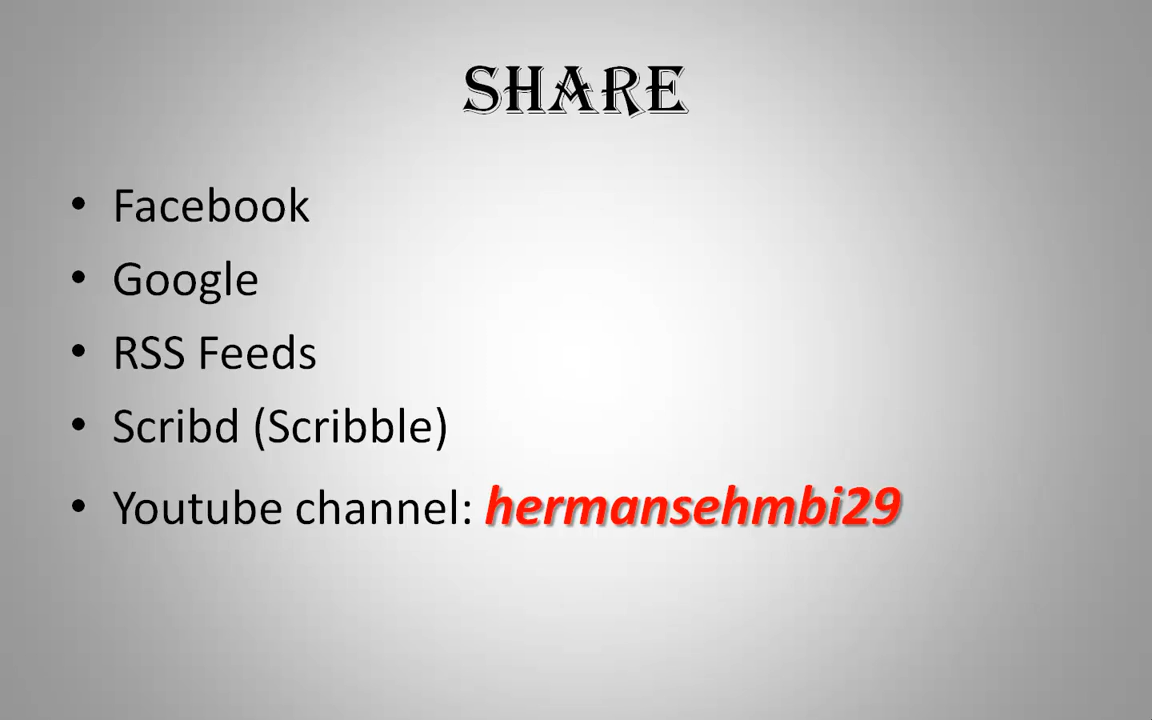 SHARE
• Facebook
• Google
• RSS Feeds
• Scribd (Scribble)
• Youtube channel: hermansehmbi29